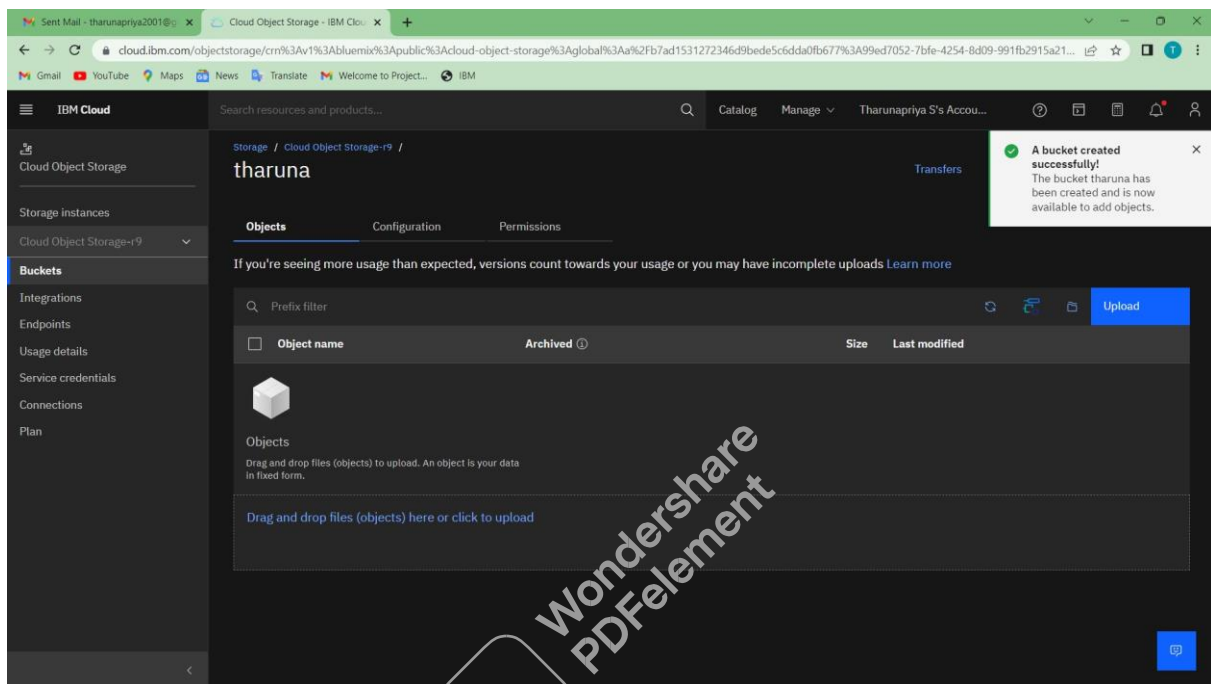 Sent Mail - tharunapriya2001@g
Cloud Object Storage - IBM Clou
cloud.ibm.com/objectstorage/crn%3Av1%3Abluemix%3Apublic%3Acloud-object-storage%3Aglobal%3Aa%2Fb7ad1531272346d9bede5c6dda0fb677%3A99ed7052-7bfe-4254-8d09-991fb2915a21...
Gmail YouTube Maps News Translate Welcome to Project... IBM
IBM Cloud
Search resources and products...
Catalog Manage Tharunapriya S's Accou...
Cloud Object Storage
Storage instances
Cloud Object Storage-r9
Buckets
Integrations
Endpoints
Usage details
Service credentials
Connections
Plan
Storage / Cloud Object Storage-r9 /
tharuna
Transfers
A bucket created
successfully!
The bucket tharuna has
been created and is now
available to add objects.
Objects Configuration Permissions
If you're seeing more usage than expected, versions count towards your usage or you may have incomplete uploads Learn more
Prefix filter
Upload
Object name Archived Size Last modified
Objects
Drag and drop files (objects) to upload. An object is your data
in fixed form.
Drag and drop files (objects) here or click to upload
Wondershare
PDFelement